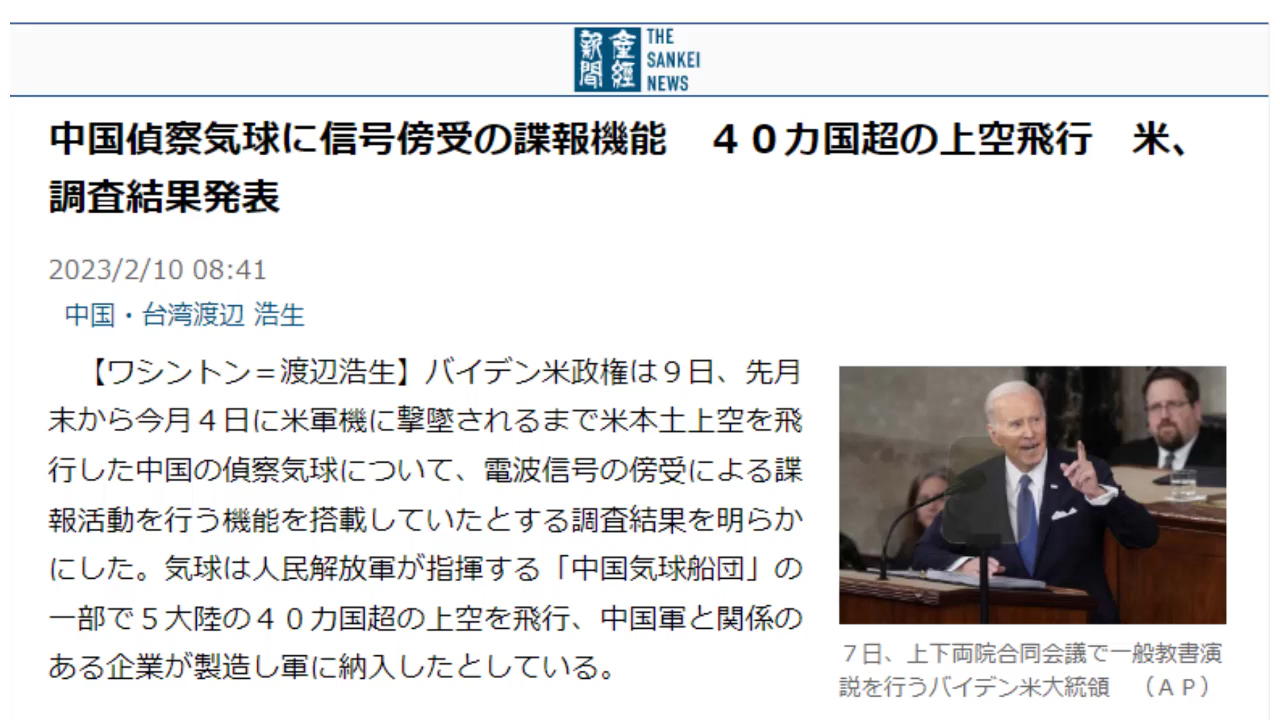 新聞 産經
THE
SANKEI
NEWS
中国偵察気球に信号傍受の諜報機能　４０カ国超の上空飛行　米、
調査結果発表
2023/2/10 08:41
中国・台湾渡辺 浩生
【ワシントン＝渡辺浩生】バイデン米政権は９日、先月
末から今月４日に米軍機に撃墜されるまで米本土上空を飛
行した中国の偵察気球について、電波信号の傍受による諜
報活動を行う機能を搭載していたとする調査結果を明らか
にした。気球は人民解放軍が指揮する「中国気球船団」の
一部で５大陸の４０カ国超の上空を飛行、中国軍と関係の
ある企業が製造し軍に納入したとしている。
７日、上下両院合同会議で一般教書演
説を行うバイデン米大統領　（ＡＰ）